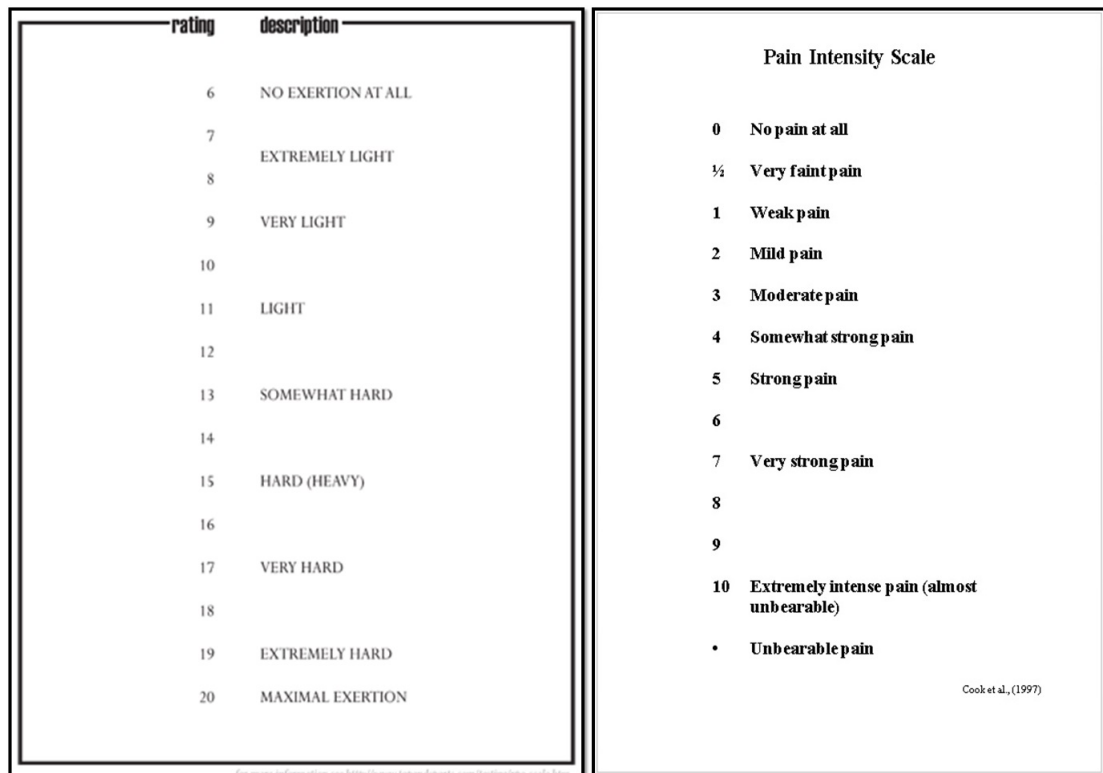 rating description
6 NO EXERTION AT ALL
7
EXTREMELY LIGHT
8
9 VERY LIGHT
10
11 LIGHT
12
13 SOMEWHAT HARD
14
15 HARD (HEAVY)
16
17 VERY HARD
18
19 EXTREMELY HARD
20 MAXIMAL EXERTION
Pain Intensity Scale
0 No pain at all
½ Very faint pain
1 Weak pain
2 Mild pain
3 Moderate pain
4 Somewhat strong pain
5 Strong pain
6
7 Very strong pain
8
9
10 Extremely intense pain (almost
unbearable)
• Unbearable pain
Cook et al., (1997)